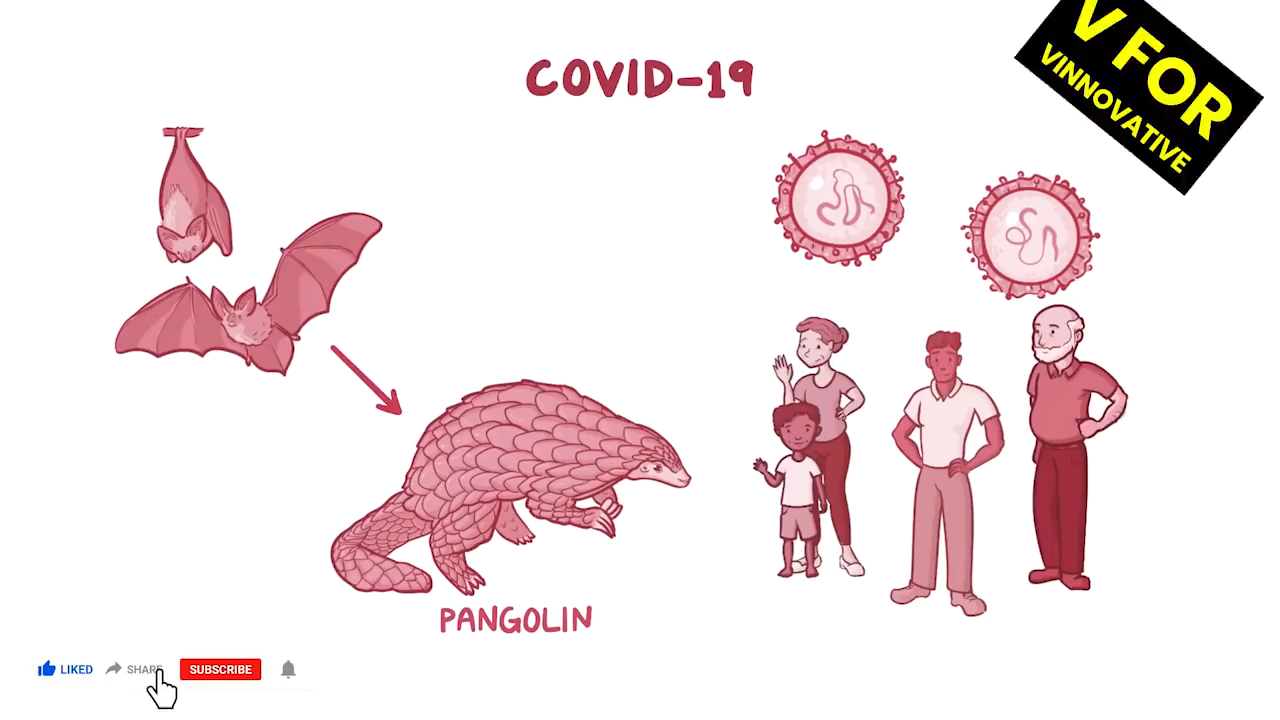 COVID-19
V FOR
VINNOVATIVE
PANGOLIN
LIKED SHARE SUBSCRIBE